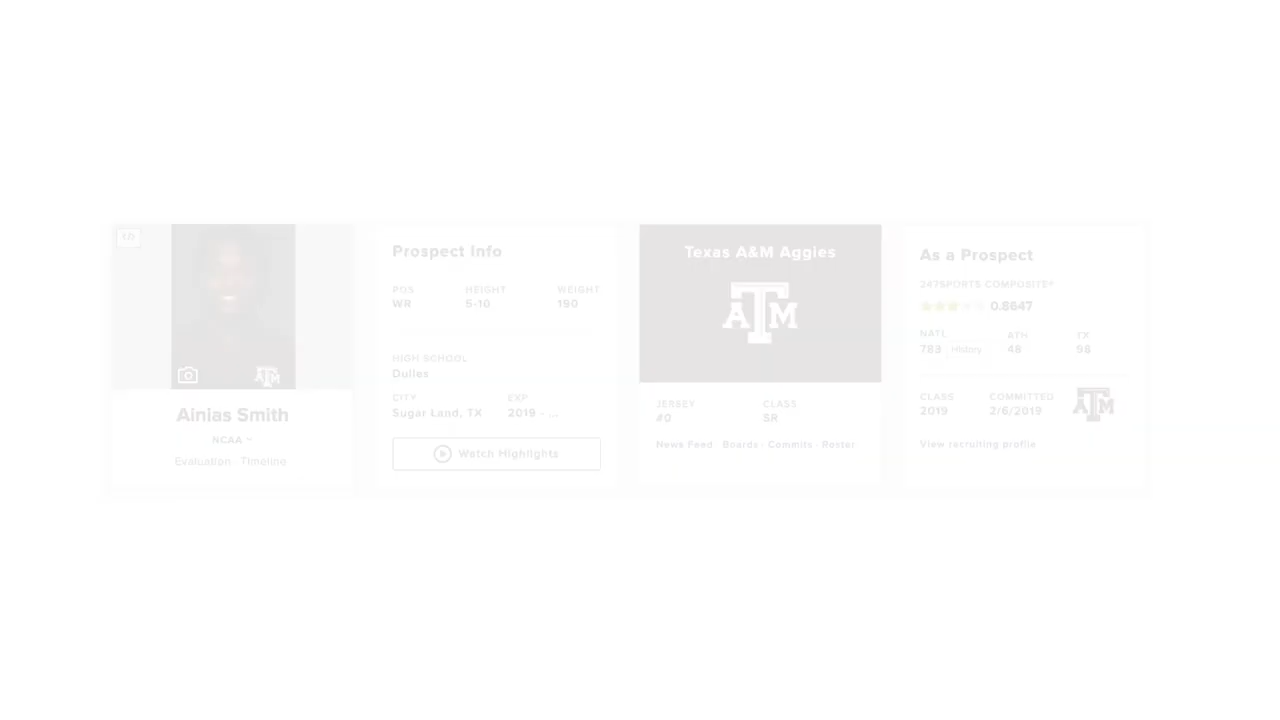 Ainias Smith
NCAA
Evaluation · Timeline
Prospect Info
POS HEIGHT WEIGHT
WR 5-10 190
HIGH SCHOOL
Dulles
CITY EXP
Sugar Land, TX 2019 - ...
Watch Highlights
Texas A&M Aggies
ATM
JERSEY CLASS
#0 SR
News Feed Boards · Commits · Roster
As a Prospect
247SPORTS COMPOSITE®
0.8647
NATL ATH TX
783 History 48 98
CLASS COMMITTED
2019 2/6/2019
ATM
View recruiting profile